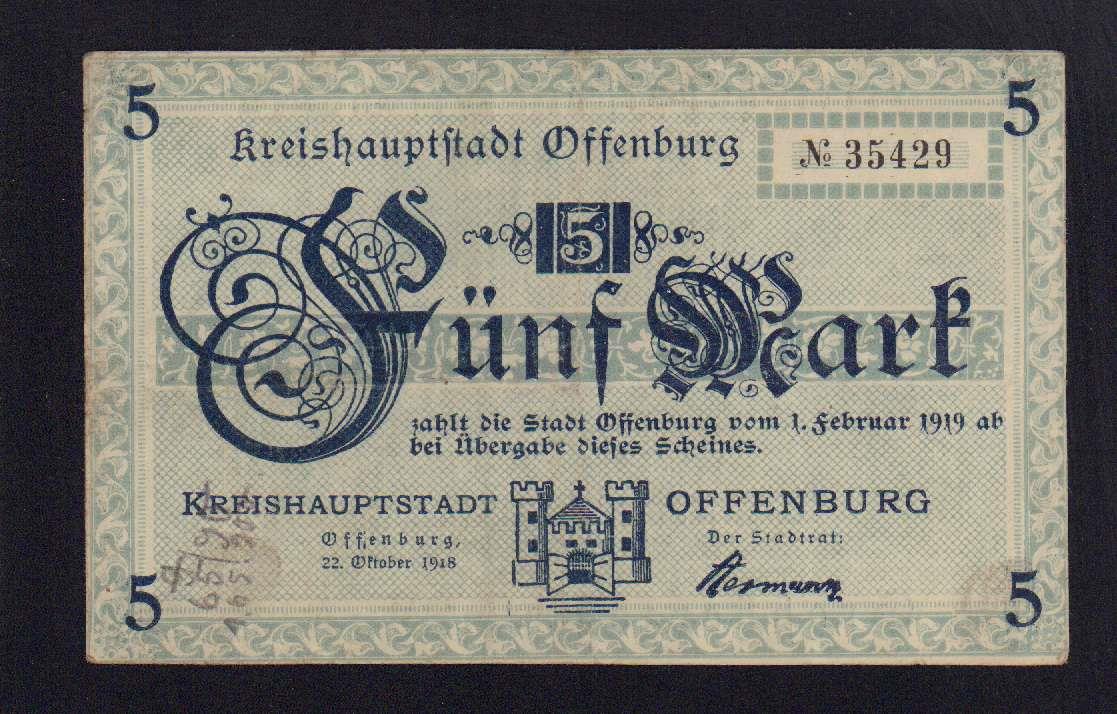 5 5
Kreishauptstadt Offenburg
№ 35429
5
Fünf Mark
zahlt die Stadt Offenburg vom 1. Februar 1919 ab
bei Übergabe dieses Scheines.
KREISHAUPTSTADT OFFENBURG
Offenburg,
22. Oktober 1918
Der Stadtrat:
Hermann
5 5